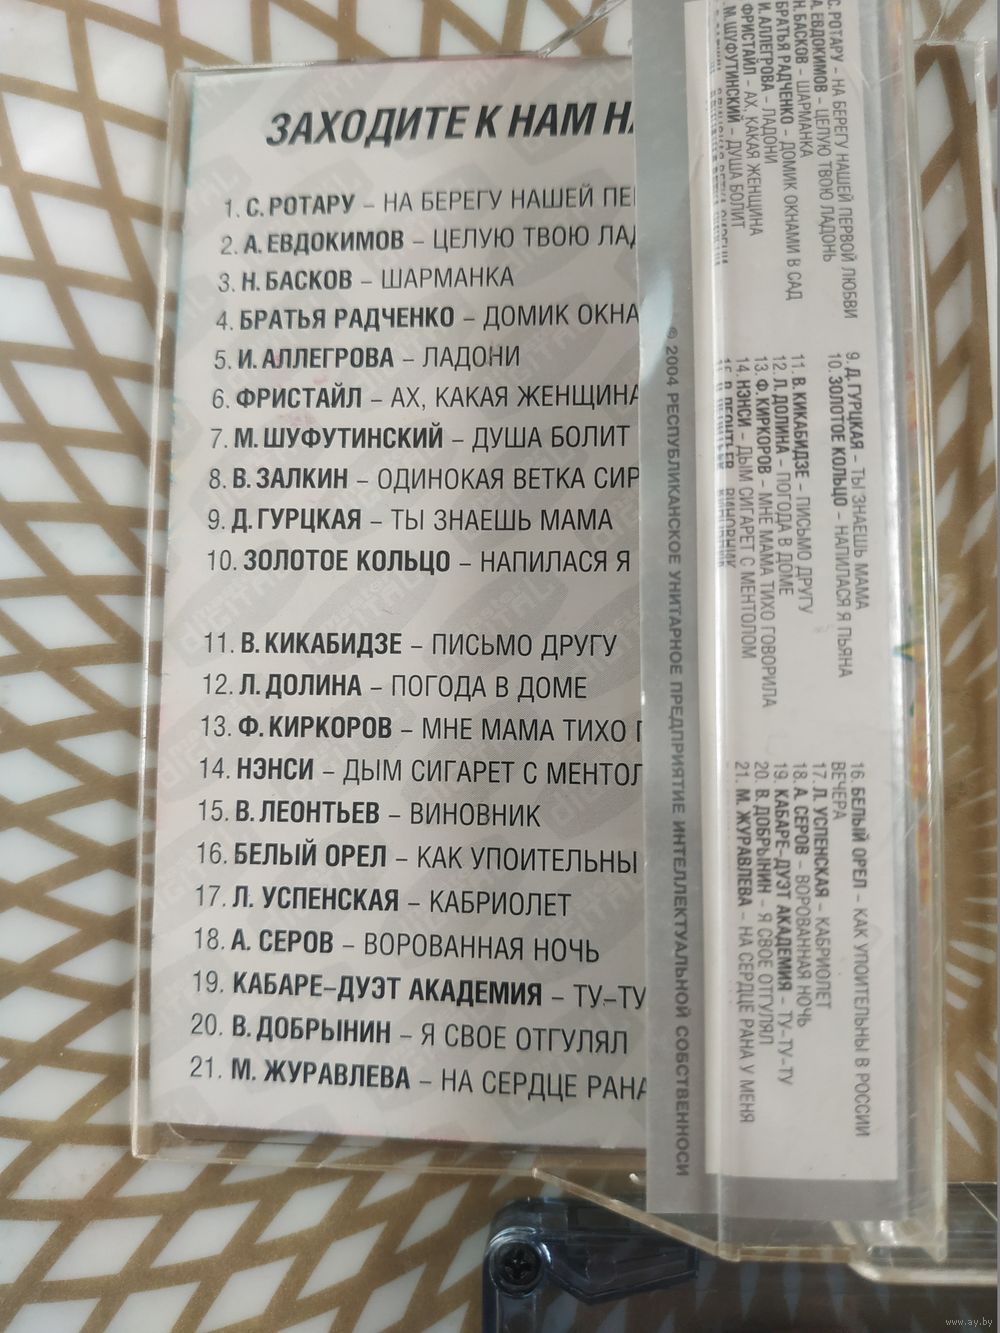 ЗАХОДИТЕ К НАМ
1. С. РОТАРУ – НА БЕРЕГУ НАШЕЙ
2. А. ЕВДОКИМОВ – ЦЕЛУЮ ТВОЮ
3. Н. БАСКОВ – ШАРМАНКА
4. БРАТЬЯ РАДЧЕНКО – ДОМИК ОКНА
5. И. АЛЛЕГРОВА – ЛАДОНИ
6. ФРИСТАЙЛ – АХ, КАКАЯ ЖЕНЩИНА
7. М. ШУФУТИНСКИЙ – ДУША БОЛИТ
8. В. ЗАЛКИН – ОДИНОКАЯ ВЕТКА СИР
9. Д. ГУРЦКАЯ – ТЫ ЗНАЕШЬ МАМА
10. ЗОЛОТОЕ КОЛЬЦО – НАПИЛАСЯ Я
11. В. КИКАБИДЗЕ – ПИСЬМО ДРУГУ
12. Л. ДОЛИНА – ПОГОДА В ДОМЕ
13. Ф. КИРКОРОВ – МНЕ МАМА ТИХО
14. НЭНСИ – ДЫМ СИГАРЕТ С МЕНТОЛ
15. В. ЛЕОНТЬЕВ – ВИНОВНИК
16. БЕЛЫЙ ОРЕЛ – КАК УПОИТЕЛЬНЫ
17. Л. УСПЕНСКАЯ – КАБРИОЛЕТ
18. А. СЕРОВ – ВОРОВАННАЯ НОЧЬ
19. КАБАРЕ-ДУЭТ АКАДЕМИЯ – ТУ-ТУ
20. В. ДОБРЫНИН – Я СВОЕ ОТГУЛЯЛ
21. М. ЖУРАВЛЕВА – НА СЕРДЦЕ РАНА
© 2004 РЕСПУБЛИКАНСКОЕ УНИТАРНОЕ ПРЕДПРИЯТИЕ ИНТЕЛЛЕКТУАЛЬНОЙ СОБСТВЕННОСИ
С. РОТАРУ – НА БЕРЕГУ НАШЕЙ ПЕРВОЙ ЛЮБВИ
А. ЕВДОКИМОВ – ЦЕЛУЮ ТВОЮ ЛАДОНЬ
Н. БАСКОВ – ШАРМАНКА
БРАТЬЯ РАДЧЕНКО – ДОМИК ОКНАМИ В САД
И. АЛЛЕГРОВА – ЛАДОНИ
ФРИСТАЙЛ – АХ, КАКАЯ ЖЕНЩИНА
М. ШУФУТИНСКИЙ – ДУША БОЛИТ
9. Д. ГУРЦКАЯ – ТЫ ЗНАЕШЬ МАМА
10. ЗОЛОТОЕ КОЛЬЦО – НАПИЛАСЯ Я ПЬЯНА
11. В. КИКАБИДЗЕ – ПИСЬМО ДРУГУ
12. Л. ДОЛИНА – ПОГОДА В ДОМЕ
13. Ф. КИРКОРОВ – МНЕ МАМА ТИХО ГОВОРИЛА
14. НЭНСИ – ДЫМ СИГАРЕТ С МЕНТОЛОМ
16. БЕЛЫЙ ОРЕЛ – КАК УПОИТЕЛЬНЫ В РОССИИ
ВЕЧЕРА
17. Л. УСПЕНСКАЯ – КАБРИОЛЕТ
18. А. СЕРОВ – ВОРОВАННАЯ НОЧЬ
19. КАБАРЕ-ДУЭТ АКАДЕМИЯ – ТУ-ТУ-ТУ
20. В. ДОБРЫНИН – Я СВОЕ ОТГУЛЯЛ
21. М. ЖУРАВЛЕВА – НА СЕРДЦЕ РАНА У МЕНЯ
www.ay.by